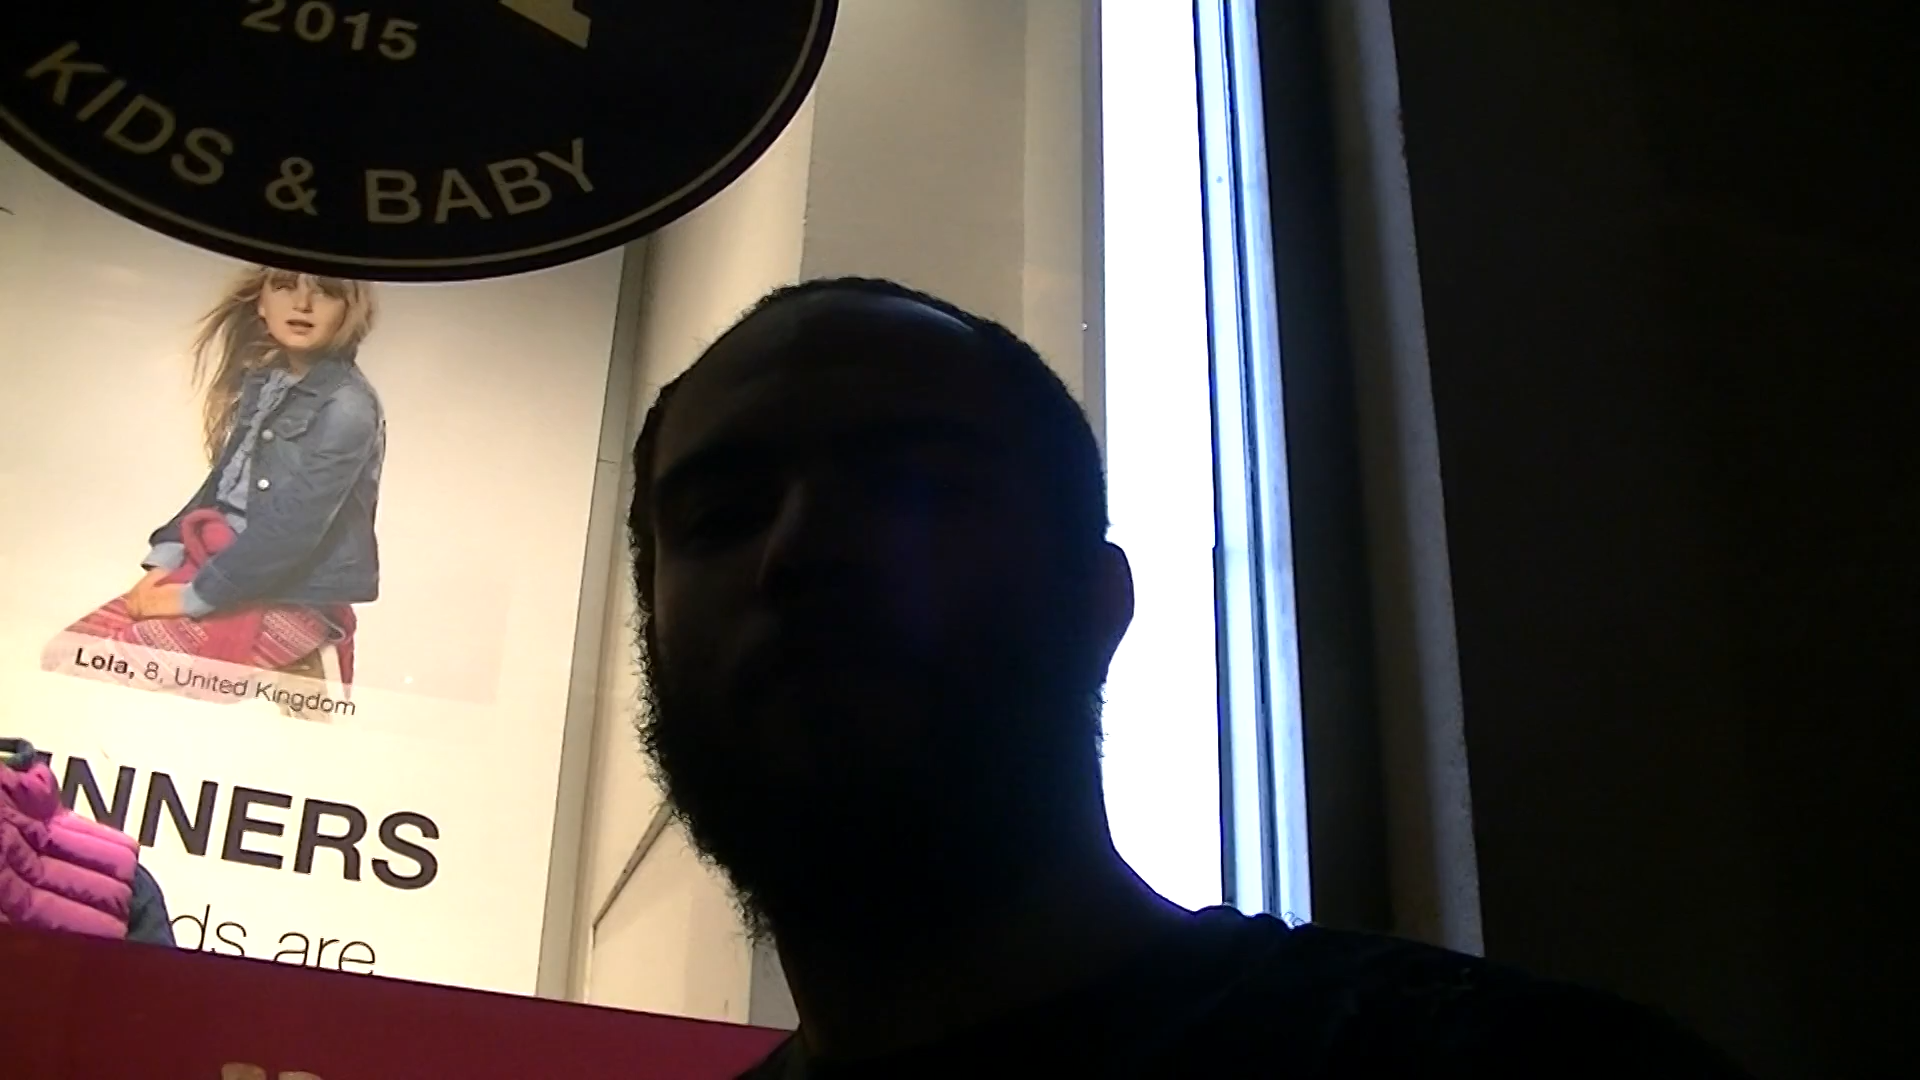 2015
KIDS & BABY
Lola, 8, United Kingdom
NNERS
ds are